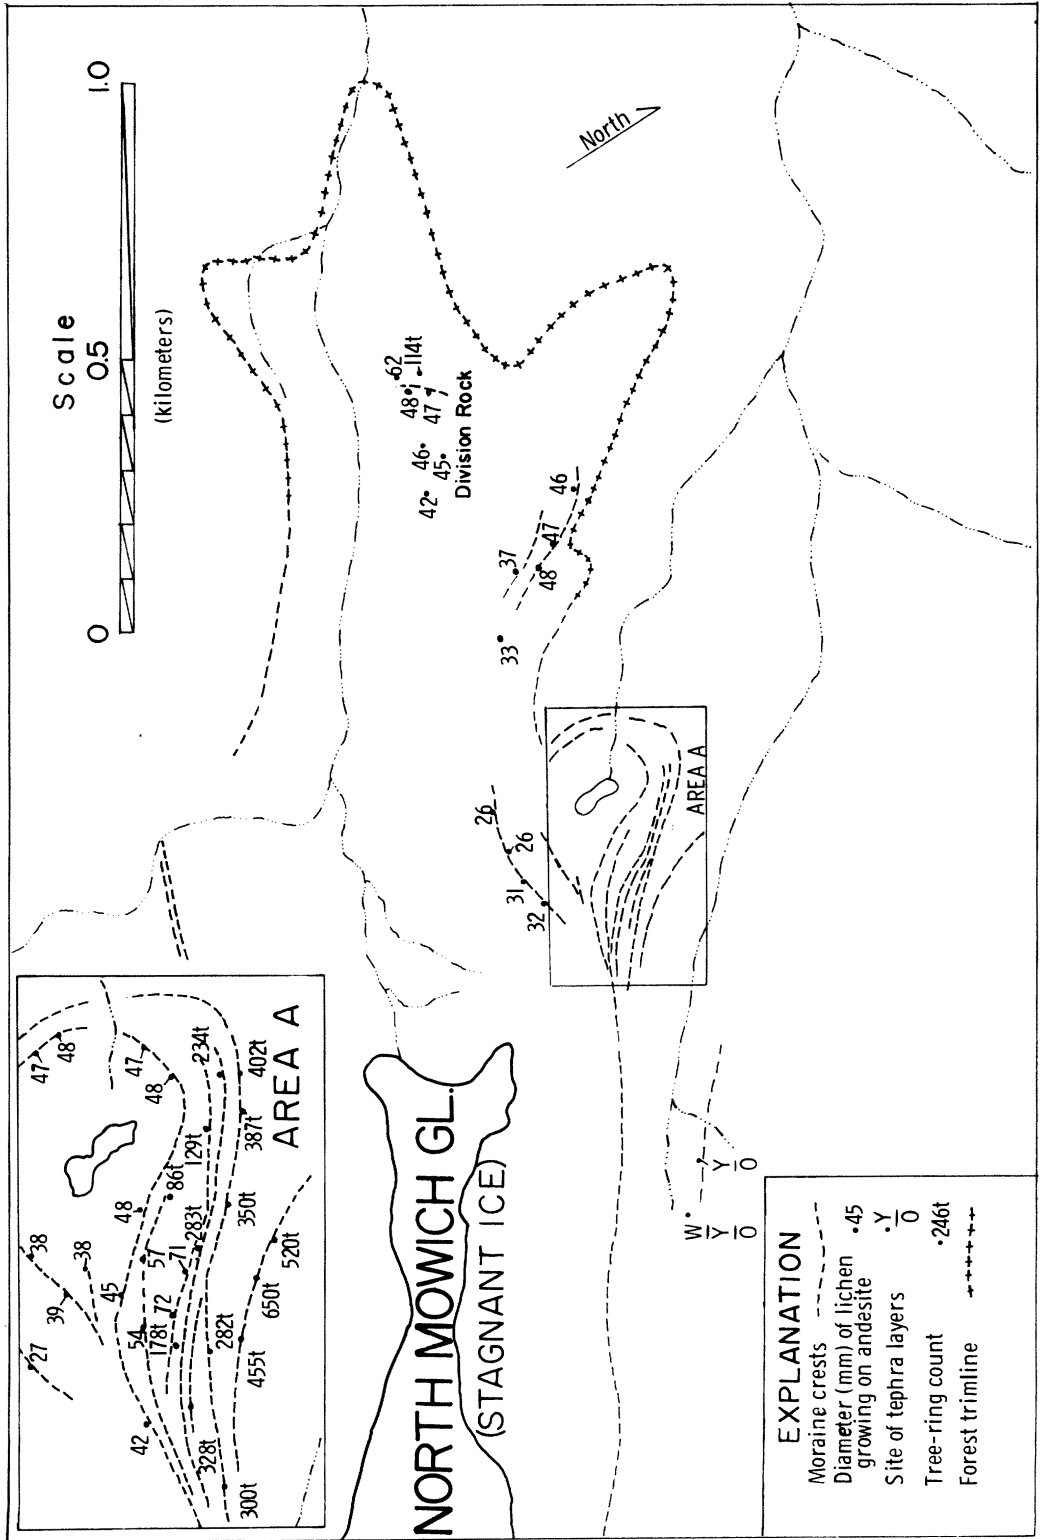 Scale
0
0.5
1.0
(kilometers)
North
62
114t
48
47
46
45
42
Division Rock
46
47
48
37
33
26
26
31
32
AREA A
47
48
47
48
234t
402t
387t
129t
86t
350t
48
283t
71
57
520t
650t
38
38
39
45
72
54
178t
282t
455t
27
42
328t
300t
AREA A
NORTH MOWICH GL.
(STAGNANT ICE)
W
Y
O
Y
O
EXPLANATION
Moraine crests
Diameter (mm) of lichen •45
growing on andesite
Site of tephra layers •Y
O
Tree-ring count •246t
Forest trimline